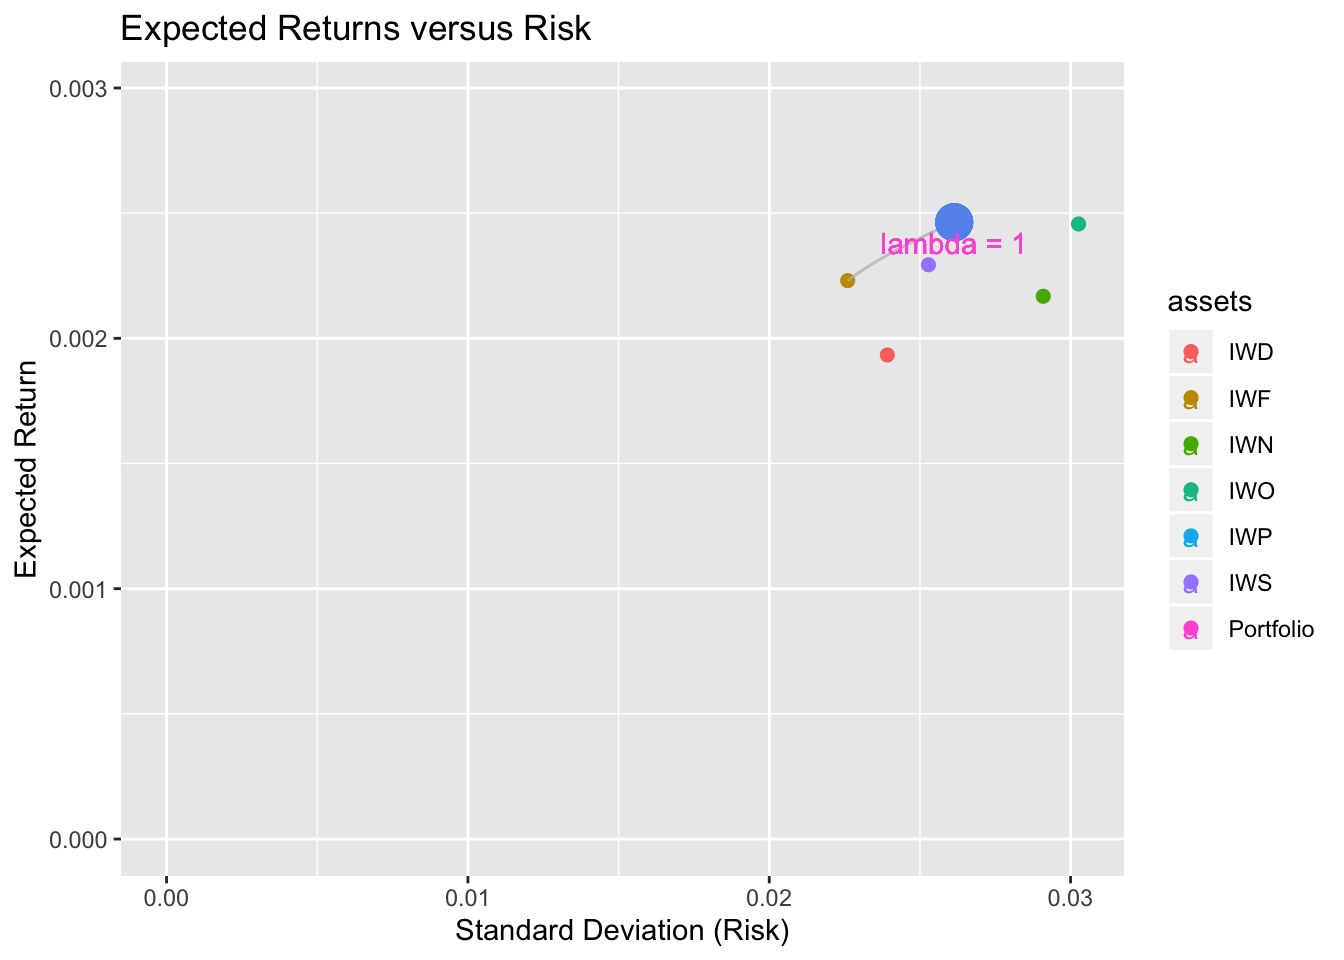 Expected Returns versus Risk
0.003
0.002
0.001
0.000
Expected Return
lambda = 1
0.00 0.01 0.02 0.03
Standard Deviation (Risk)
assets
a IWD
a IWF
a IWN
a IWO
a IWP
a IWS
a Portfolio